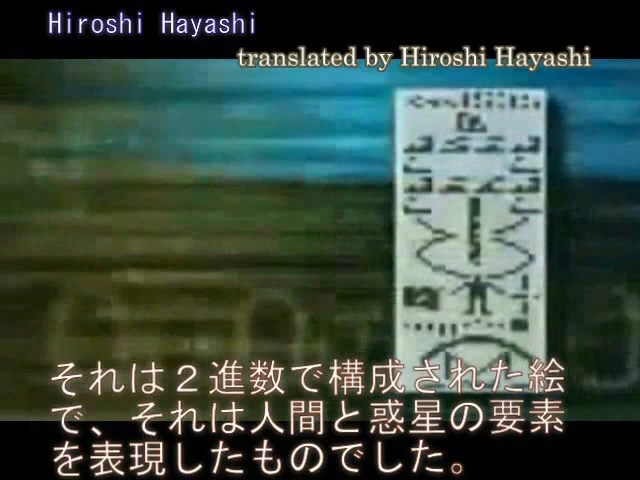 Hiroshi Hayashi
translated by Hiroshi Hayashi
それは２進数で構成された絵
で、それは人間と惑星の要素
を表現したものでした。